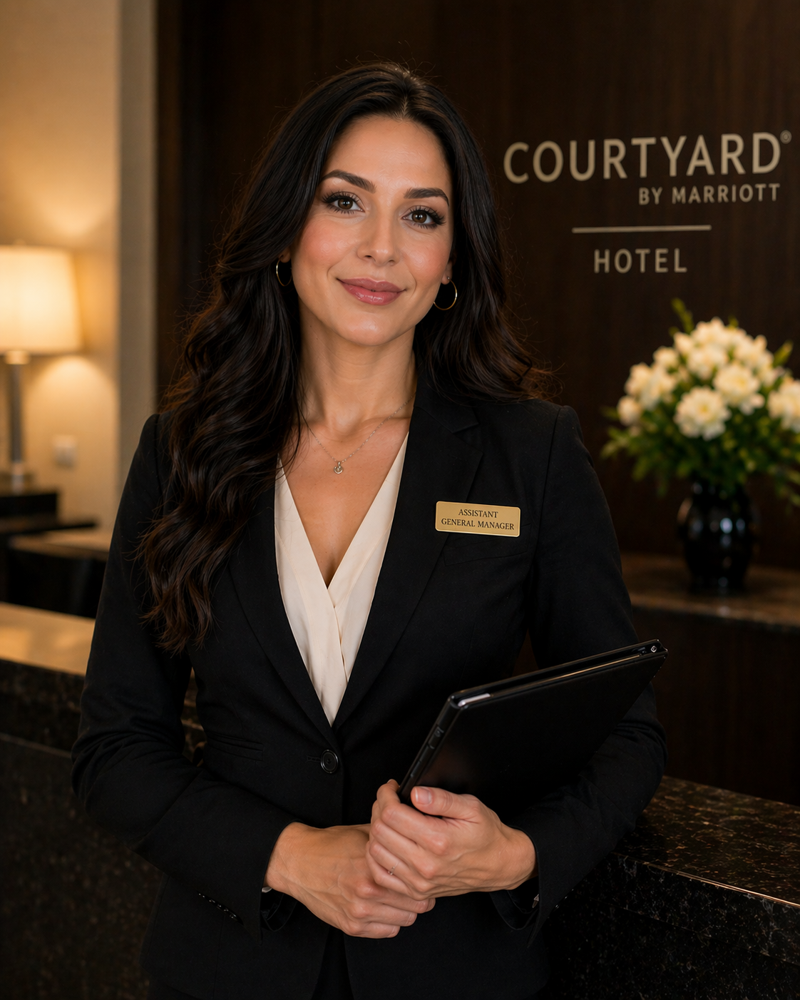 COURTYARD®
BY MARRIOTT
HOTEL
ASSISTANT
GENERAL MANAGER